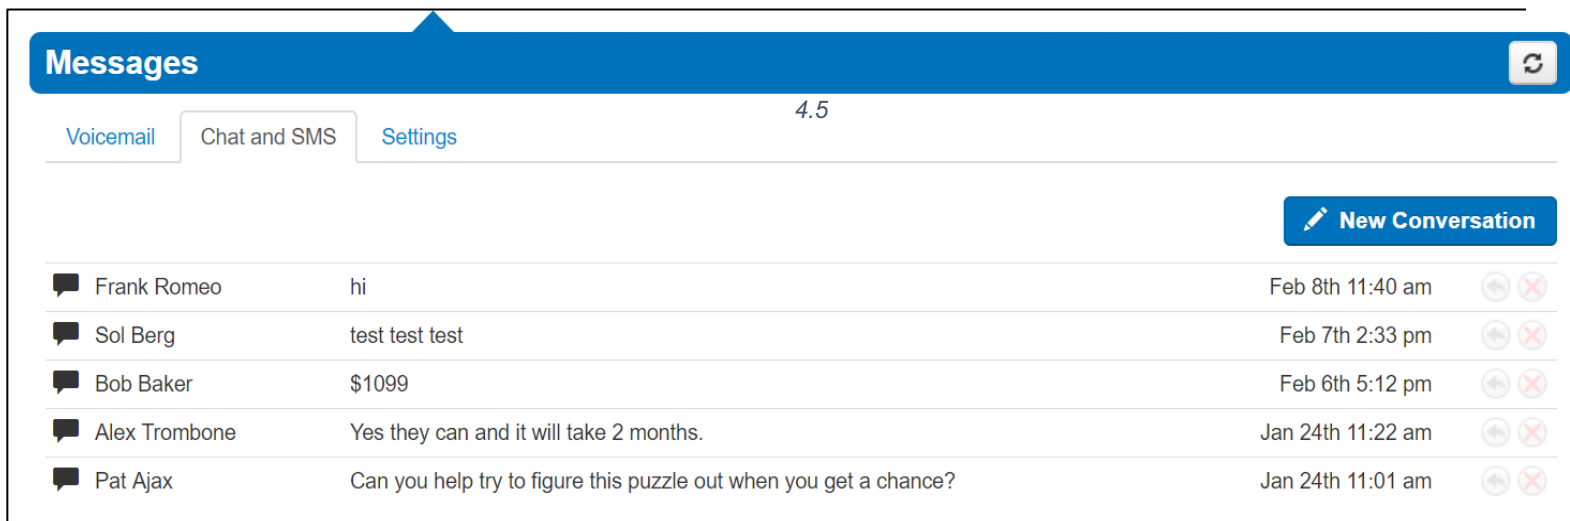 Messages
4.5
Voicemail Chat and SMS Settings
New Conversation
Frank Romeo hi Feb 8th 11:40 am
Sol Berg test test test Feb 7th 2:33 pm
Bob Baker $1099 Feb 6th 5:12 pm
Alex Trombone Yes they can and it will take 2 months. Jan 24th 11:22 am
Pat Ajax Can you help try to figure this puzzle out when you get a chance? Jan 24th 11:01 am